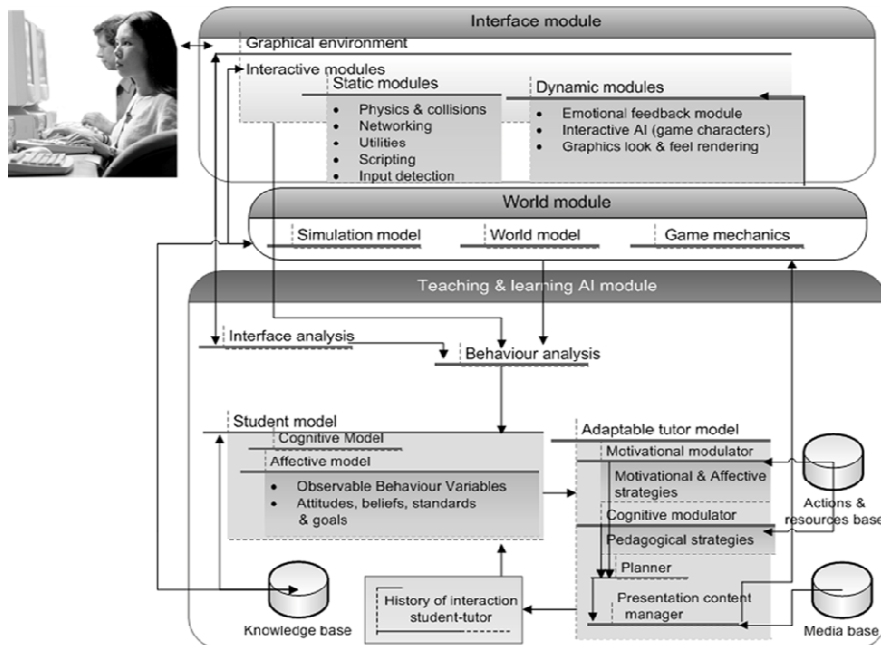 Interface module
Graphical environment
Interactive modules
Static modules
• Physics & collisions
• Networking
• Utilities
• Scripting
• Input detection
Dynamic modules
• Emotional feedback module
• Interactive AI (game characters)
• Graphics look & feel rendering
World module
Simulation model
World model
Game mechanics
Teaching & learning AI module
Interface analysis
Behaviour analysis
Student model
Cognitive Model
Affective model
• Observable Behaviour Variables
• Attitudes, beliefs, standards
& goals
Adaptable tutor model
Motivational modulator
Motivational & Affective
strategies
Cognitive modulator
Pedagogical strategies
Planner
Presentation content
manager
Actions &
resources base
Knowledge base
History of interaction
student-tutor
Media base